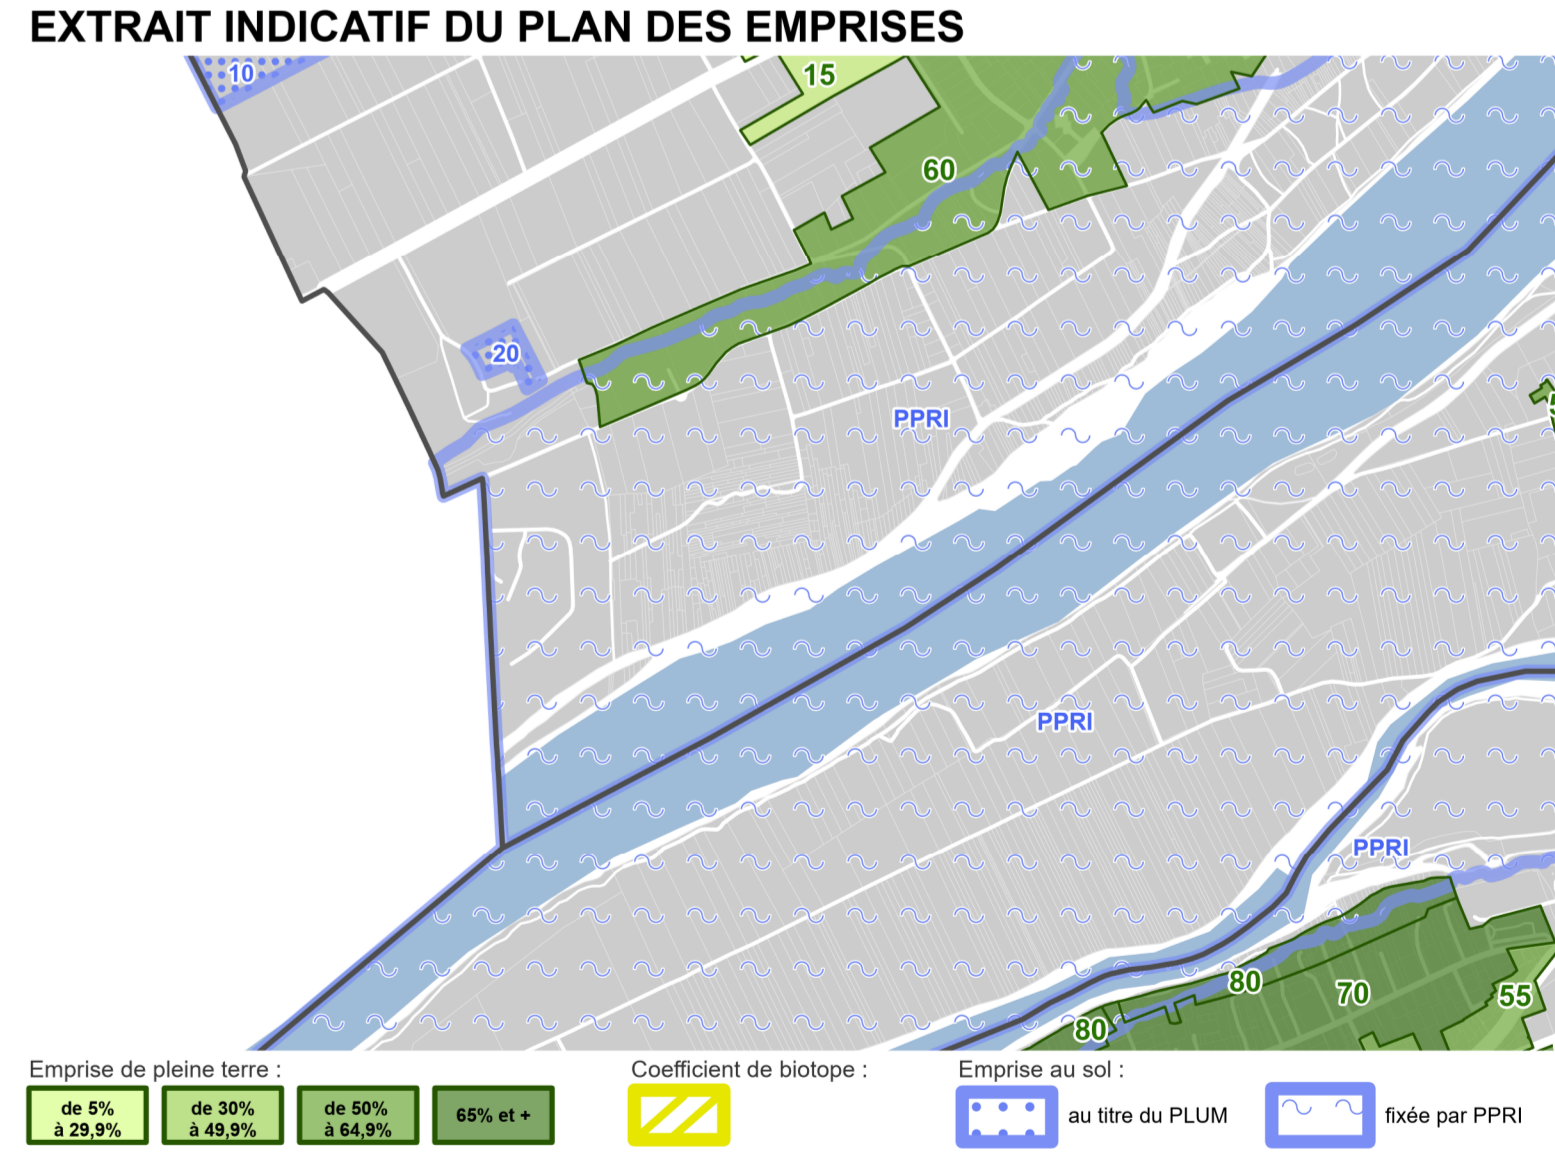 EXTRAIT INDICATIF DU PLAN DES EMPRISES
10
15
60
20
PPRI
PPRI
PPRI
80
70
55
80
Emprise de pleine terre :
Coefficient de biotope :
Emprise au sol :
de 5%
à 29,9%
de 30%
à 49,9%
de 50%
à 64,9%
65% et +
au titre du PLUM
fixée par PPRI